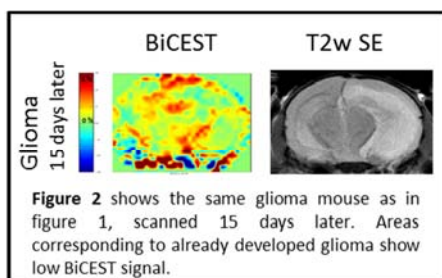 BiCEST T2w SE
Glioma
15 days later
0 %
Figure 2 shows the same glioma mouse as in
figure 1, scanned 15 days later. Areas
corresponding to already developed glioma show
low BiCEST signal.